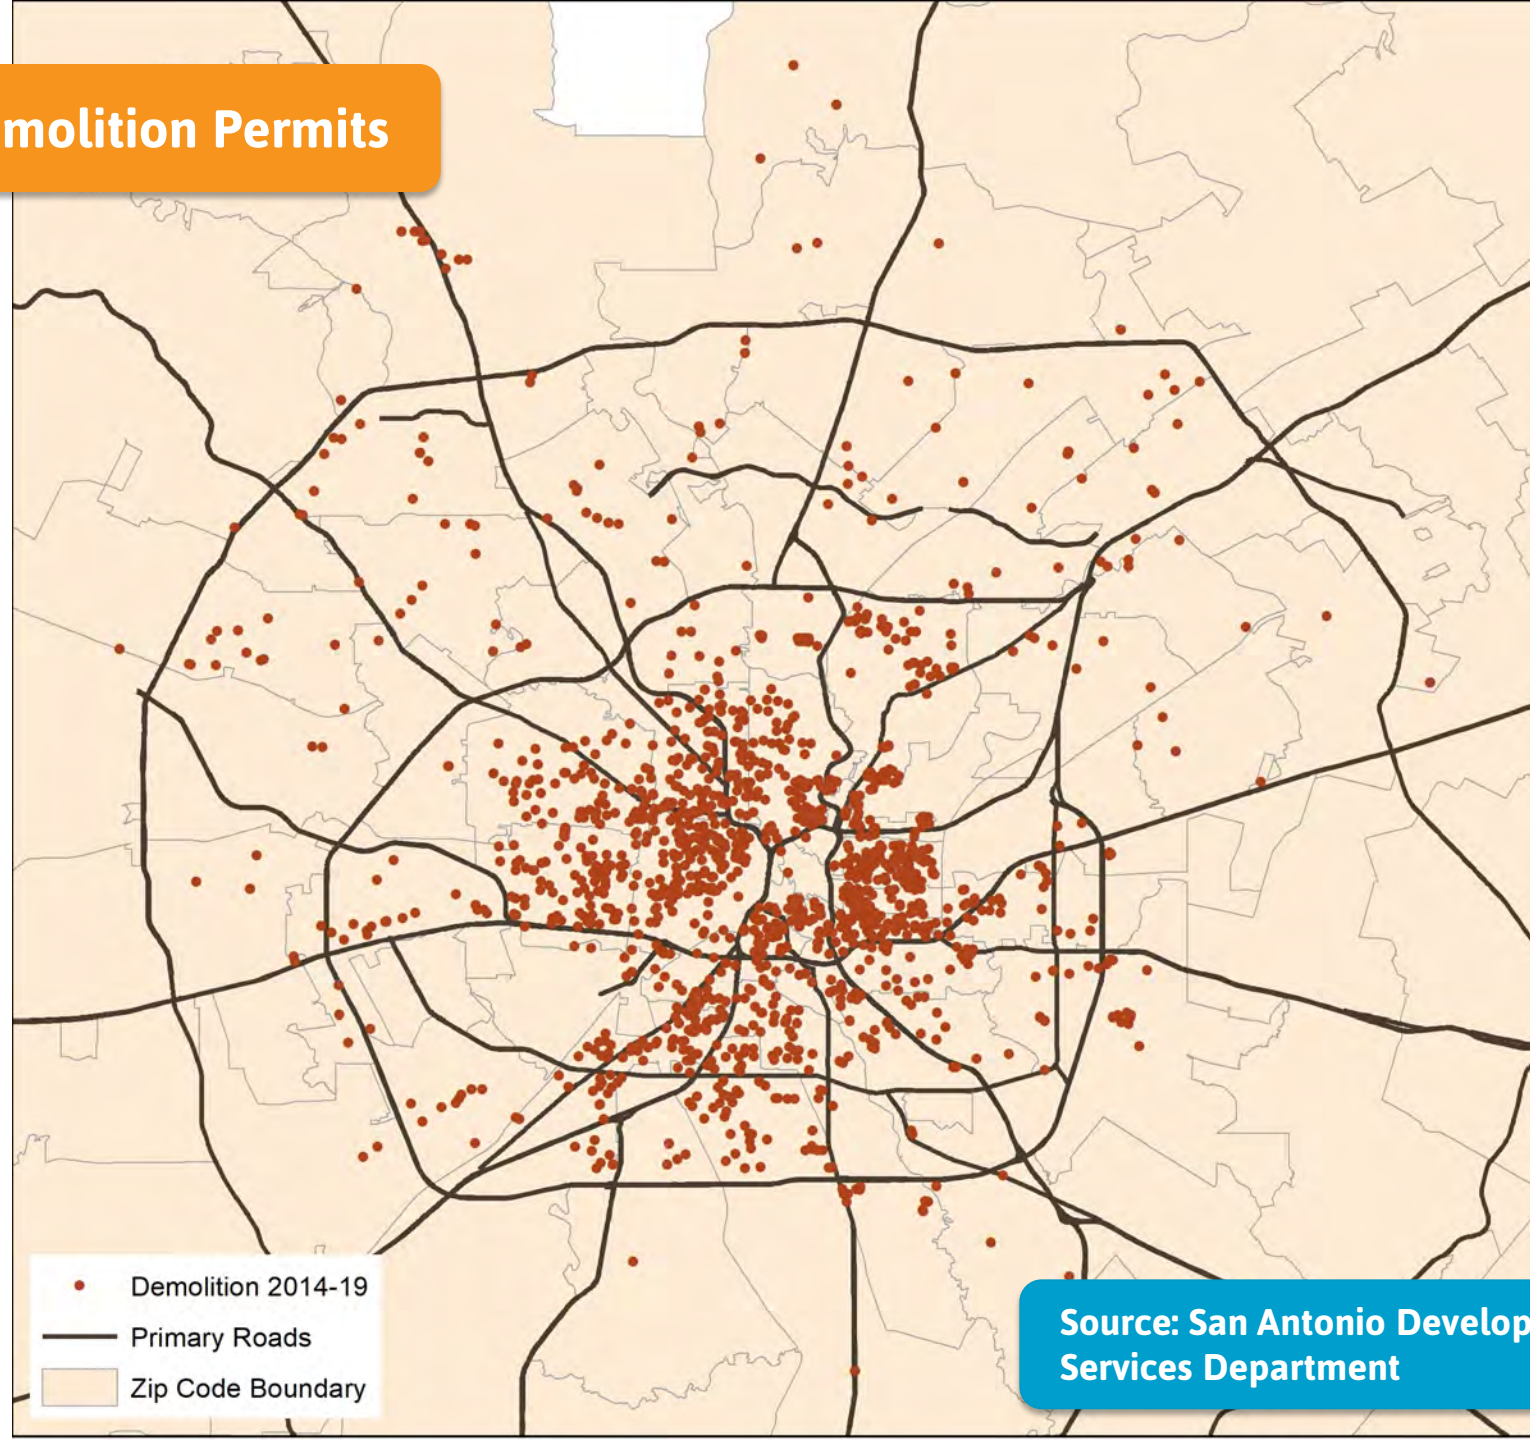 molition Permits
Demolition 2014-19
Primary Roads
Zip Code Boundary
Source: San Antonio Develop
Services Department